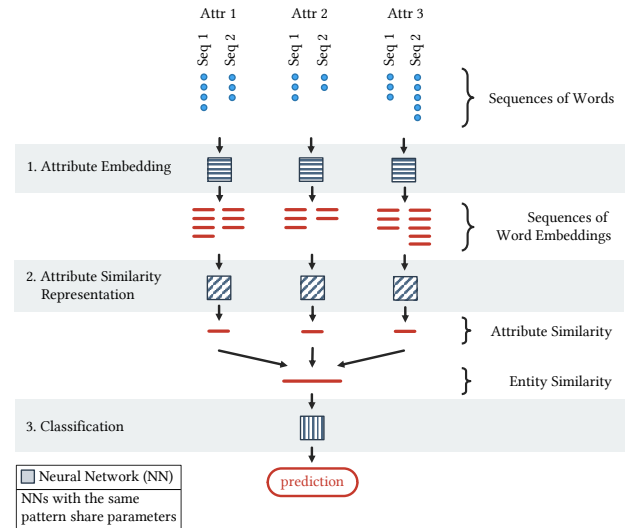 Attr 1
Attr 2
Attr 3
Seq 1
Seq 2
Seq 1
Seq 2
Seq 1
Seq 2
Sequences of Words
1. Attribute Embedding
Sequences of
Word Embeddings
2. Attribute Similarity
Representation
Attribute Similarity
Entity Similarity
3. Classification
prediction
Neural Network (NN)
NNs with the same
pattern share parameters